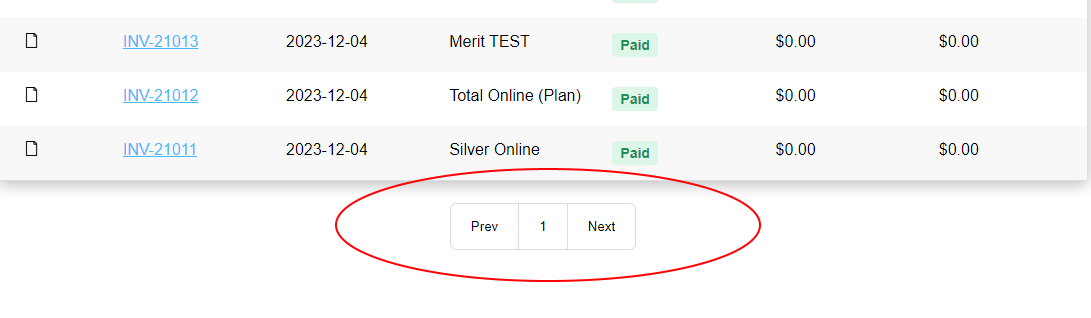 INV-21013 2023-12-04 Merit TEST Paid $0.00 $0.00
INV-21012 2023-12-04 Total Online (Plan) Paid $0.00 $0.00
INV-21011 2023-12-04 Silver Online Paid $0.00 $0.00
Prev 1 Next